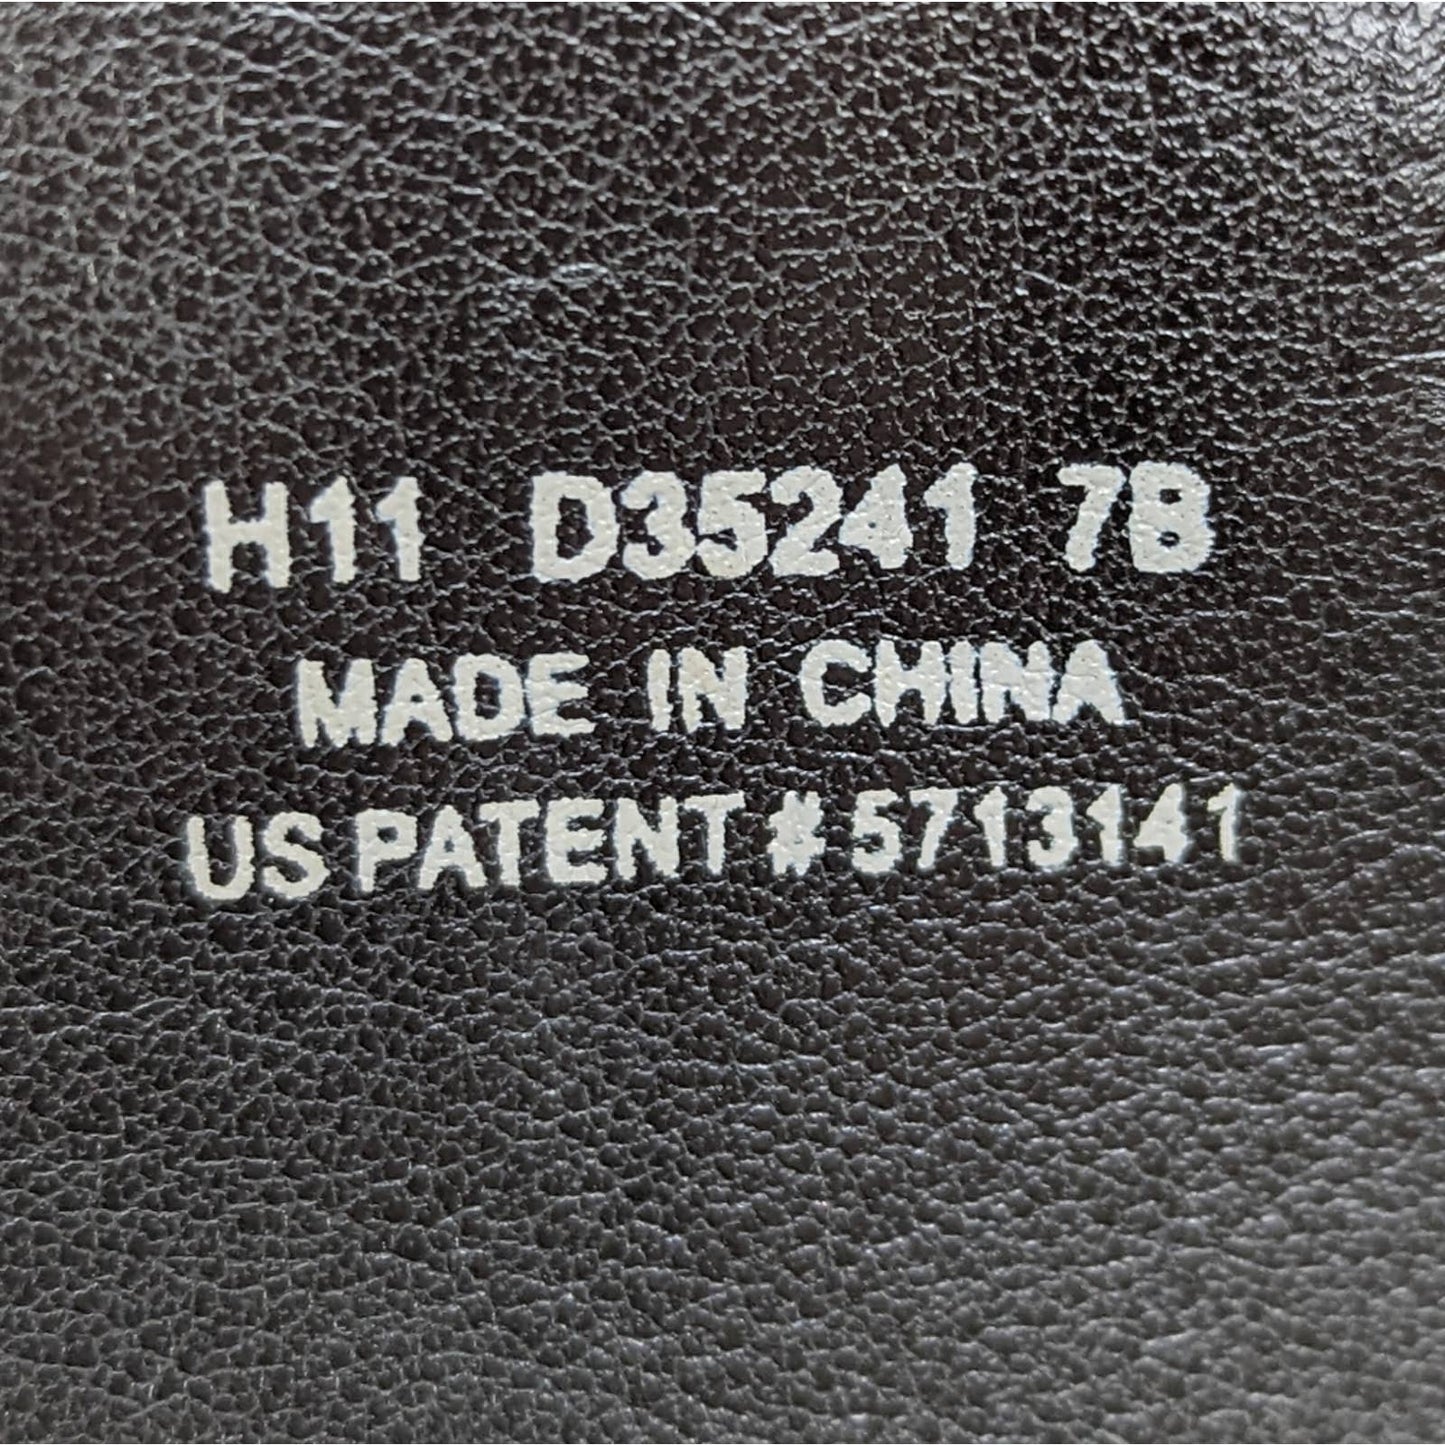 H11 D35241 7B
MADE IN CHINA
US PATENT # 5713141